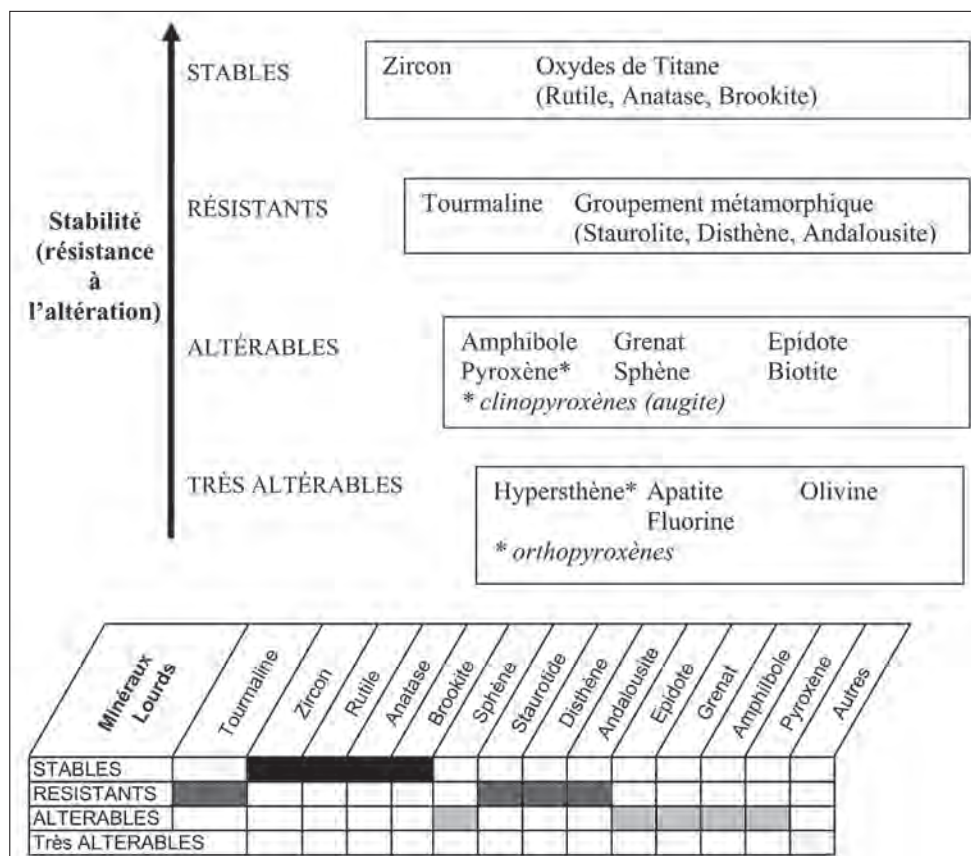 STABLES
Zircon Oxydes de Titane
(Rutile, Anatase, Brookite)
Stabilité
(résistance
à
l'altération)
RÉSISTANTS
Tourmaline Groupement métamorphique
(Staurolite, Disthène, Andalousite)
ALTÉRABLES
Amphibole Grenat Epidote
Pyroxène* Sphène Biotite
* clinopyroxènes (augite)
TRÈS ALTÉRABLES
Hypersthène* Apatite Olivine
Fluorine
* orthopyroxènes
Minéraux
Lourds
Tourmaline
Zircon
Rutile
Anatase
Brookite
Sphène
Staurotide
Disthène
Andalousite
Epidote
Grenat
Amphilbole
Pyroxène
Autres
STABLES
RESISTANTS
ALTERABLES
Très ALTERABLES